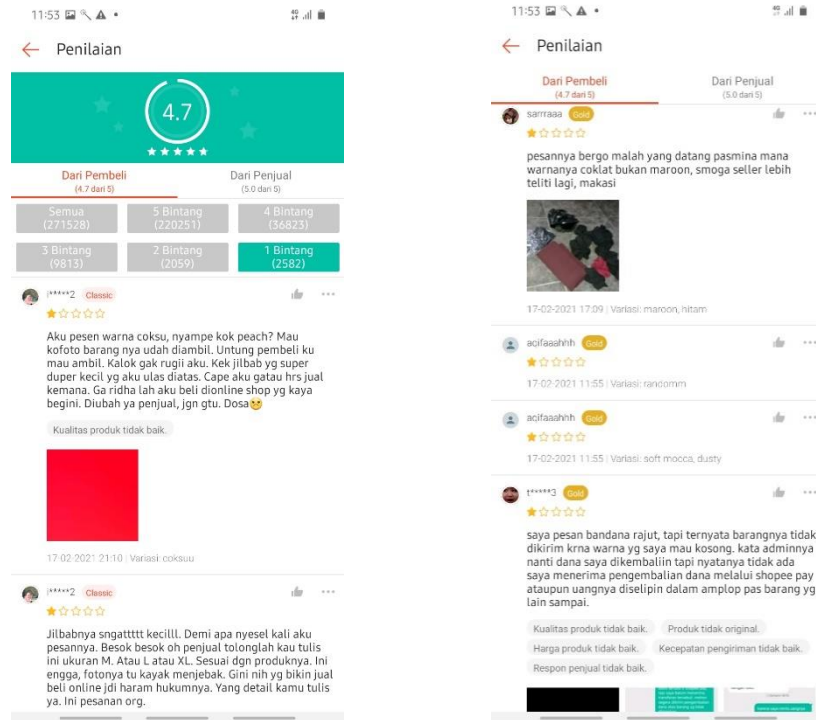 11:53
Penilaian
4.7
Dari Pembeli
(4.7 dari 5)
Dari Penjual
(5.0 dari 5)
Semua
(271528)
5 Bintang
(220251)
4 Bintang
(36823)
3 Bintang
(9813)
2 Bintang
(2059)
1 Bintang
(2582)
i*****2 Classic
Aku pesen warna coksu, nyampe kok peach? Mau
kofoto barang nya udah diambil. Untung pembeli ku
mau ambil. Kalok gak rugii aku. Kek jilbab yg super
duper kecil yg aku ulas diatas. Cape aku gatau hrs jual
kemana. Ga ridha lah aku beli dionline shop yg kaya
begini. Diubah ya penjual, jgn gtu. Dosa
Kualitas produk tidak baik.
17-02-2021 21:10 | Variasi: coksuu
i*****2 Classic
Jilbabnya sngattttt kecilll. Demi apa nyesel kali aku
pesannya. Besok besok oh penjual tolonglah kau tulis
ini ukuran M. Atau L atau XL. Sesuai dgn produknya. Ini
engga, fotonya tu kayak menjebak. Gini nih yg bikin jual
beli online jdi haram hukumnya. Yang detail kamu tulis
ya. Ini pesanan org.
11:53
Penilaian
Dari Pembeli
(4.7 dari 5)
Dari Penjual
(5.0 dari 5)
sarrraaa Gold
pesannya bergo malah yang datang pasmina mana
warnanya coklat bukan maroon, smoga seller lebih
teliti lagi, makasi
17-02-2021 17:09 | Variasi: maroon, hitam
aqifaaahhh Gold
17-02-2021 11:55 | Variasi: randomm
aqifaaahhh Gold
17-02-2021 11:55 | Variasi: soft mocca, dusty
t*****3 Gold
saya pesan bandana rajut, tapi ternyata barangnya tidak
dikirim krna warna yg saya mau kosong. kata adminnya
nanti dana saya dikembaliin tapi nyatanya tidak ada
saya menerima pengembalian dana melalui shopee pay
ataupun uangnya diselipin dalam amplop pas barang yg
lain sampai.
Kualitas produk tidak baik.
Produk tidak original.
Harga produk tidak baik.
Kecepatan pengiriman tidak baik.
Respon penjual tidak baik.